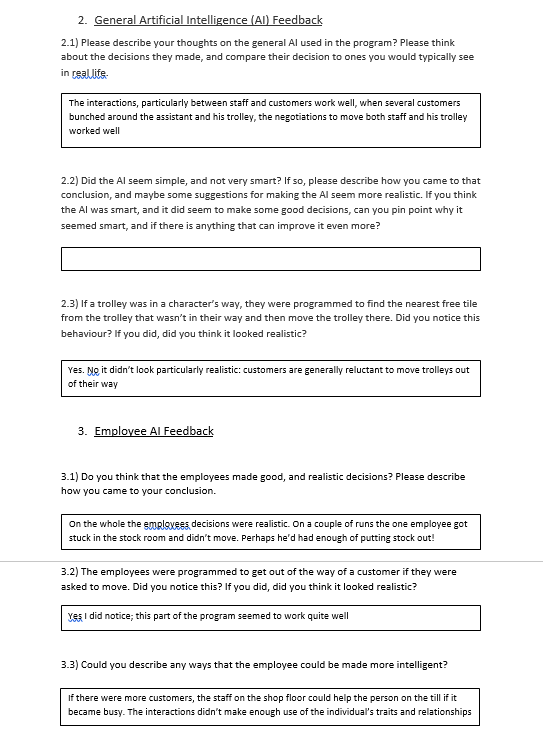 2. General Artificial Intelligence (AI) Feedback
2.1) Please describe your thoughts on the general AI used in the program? Please think
about the decisions they made, and compare their decision to ones you would typically see
in real life.
The interactions, particularly between staff and customers work well, when several customers
bunched around the assistant and his trolley, the negotiations to move both staff and his trolley
worked well
2.2) Did the AI seem simple, and not very smart? If so, please describe how you came to that
conclusion, and maybe some suggestions for making the AI seem more realistic. If you think
the AI was smart, and it did seem to make some good decisions, can you pin point why it
seemed smart, and if there is anything that can improve it even more?
2.3) If a trolley was in a character's way, they were programmed to find the nearest free tile
from the trolley that wasn't in their way and then move the trolley there. Did you notice this
behaviour? If you did, did you think it looked realistic?
Yes. No it didn't look particularly realistic: customers are generally reluctant to move trolleys out
of their way
3. Employee AI Feedback
3.1) Do you think that the employees made good, and realistic decisions? Please describe
how you came to your conclusion.
On the whole the employees decisions were realistic. On a couple of runs the one employee got
stuck in the stock room and didn't move. Perhaps he'd had enough of putting stock out!
3.2) The employees were programmed to get out of the way of a customer if they were
asked to move. Did you notice this? If you did, did you think it looked realistic?
Yes I did notice; this part of the program seemed to work quite well
3.3) Could you describe any ways that the employee could be made more intelligent?
If there were more customers, the staff on the shop floor could help the person on the till if it
became busy. The interactions didn't make enough use of the individual's traits and relationships